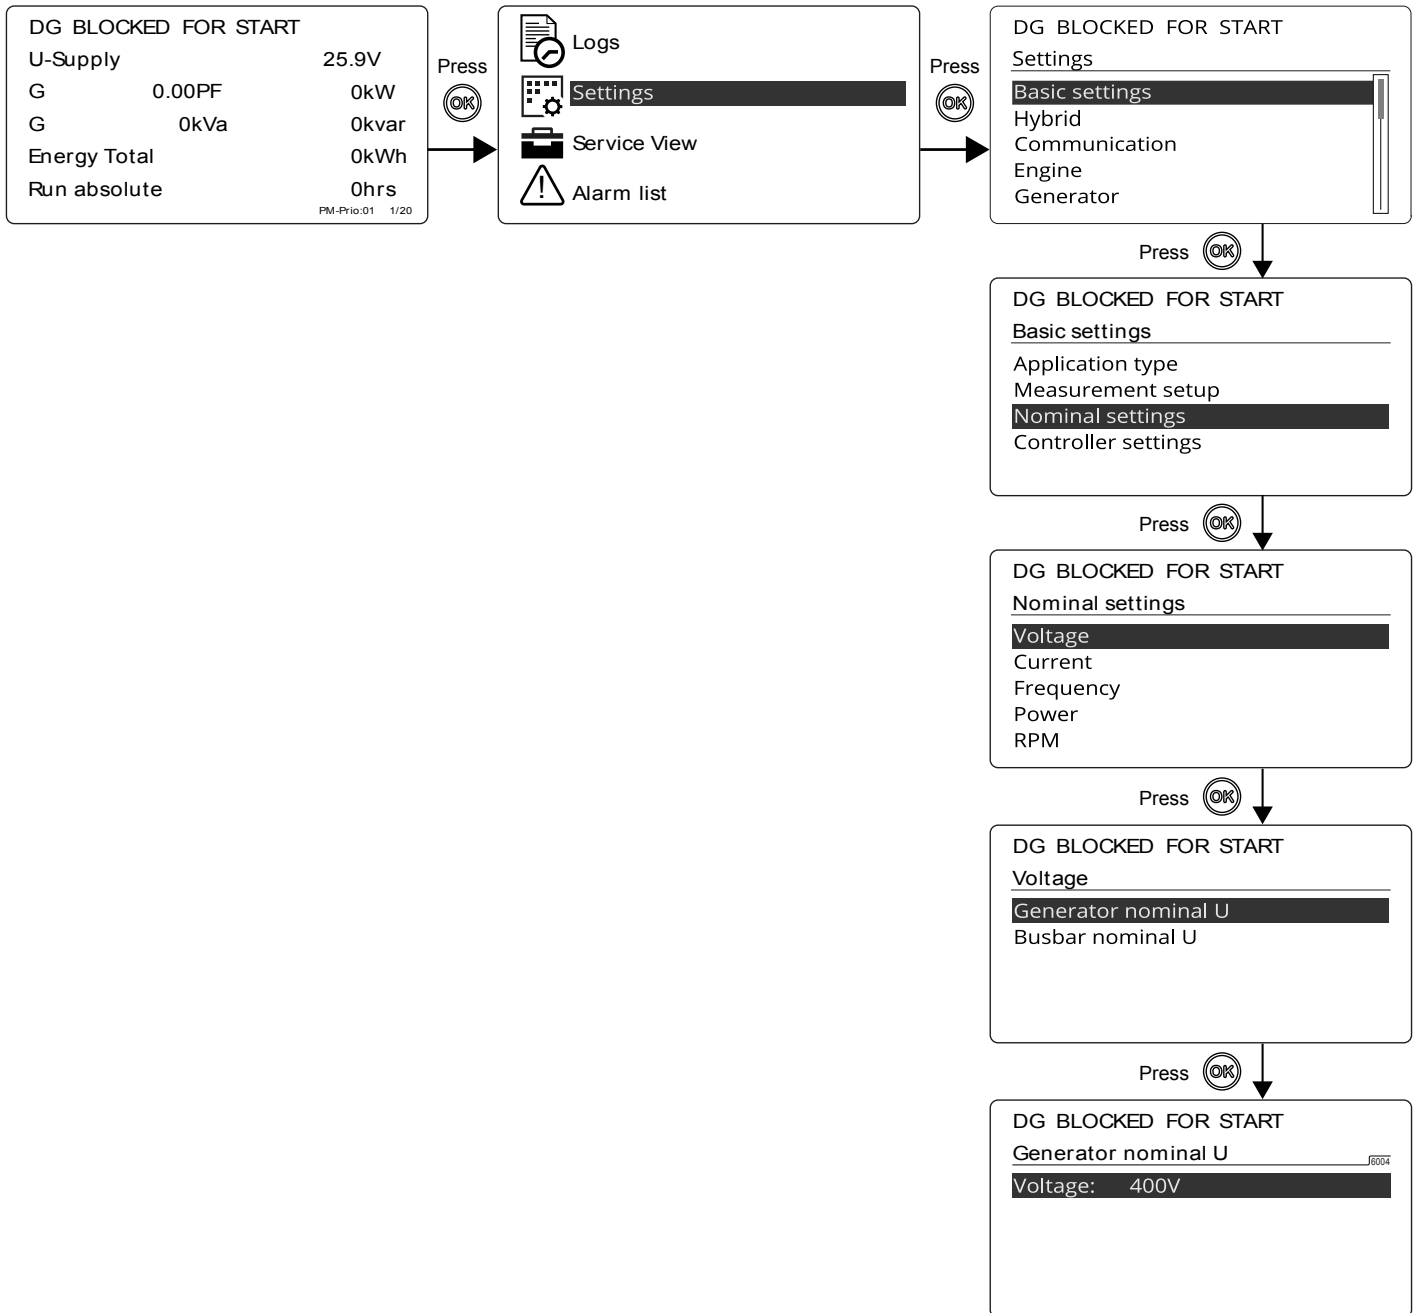 DG BLOCKED FOR START
U-Supply 25.9V
G 0.00PF 0kW
G 0kVa 0kvar
Energy Total 0kWh
Run absolute 0hrs
PM-Prio:01 1/20
Press
OK
Logs
Settings
Service View
Alarm list
Press
OK
DG BLOCKED FOR START
Settings
Basic settings
Hybrid
Communication
Engine
Generator
Press OK
DG BLOCKED FOR START
Basic settings
Application type
Measurement setup
Nominal settings
Controller settings
Press OK
DG BLOCKED FOR START
Nominal settings
Voltage
Current
Frequency
Power
RPM
Press OK
DG BLOCKED FOR START
Voltage
Generator nominal U
Busbar nominal U
Press OK
DG BLOCKED FOR START
Generator nominal U 6004
Voltage: 400V